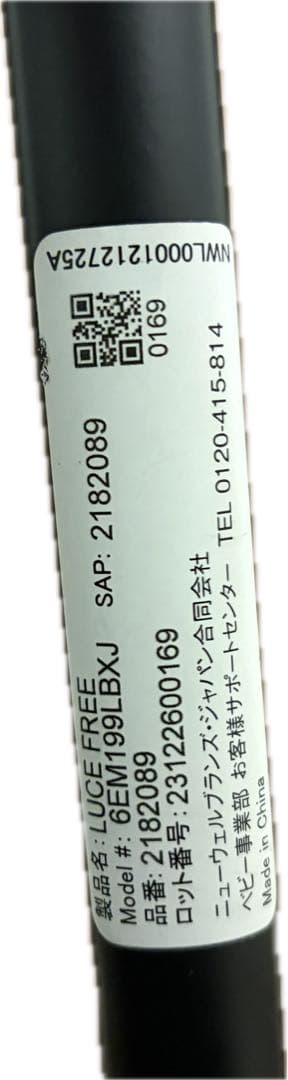 製品名: LUCE FREE
Model #: 6EM199LBXJ SAP: 2182089
品番: 2182089
ロット番号: 23122600169
ニューウェルブランズ・ジャパン合同会社
ベビー事業部 お客様サポートセンター TEL 0120-415-814
Made in China
0169
NWL0001212725A